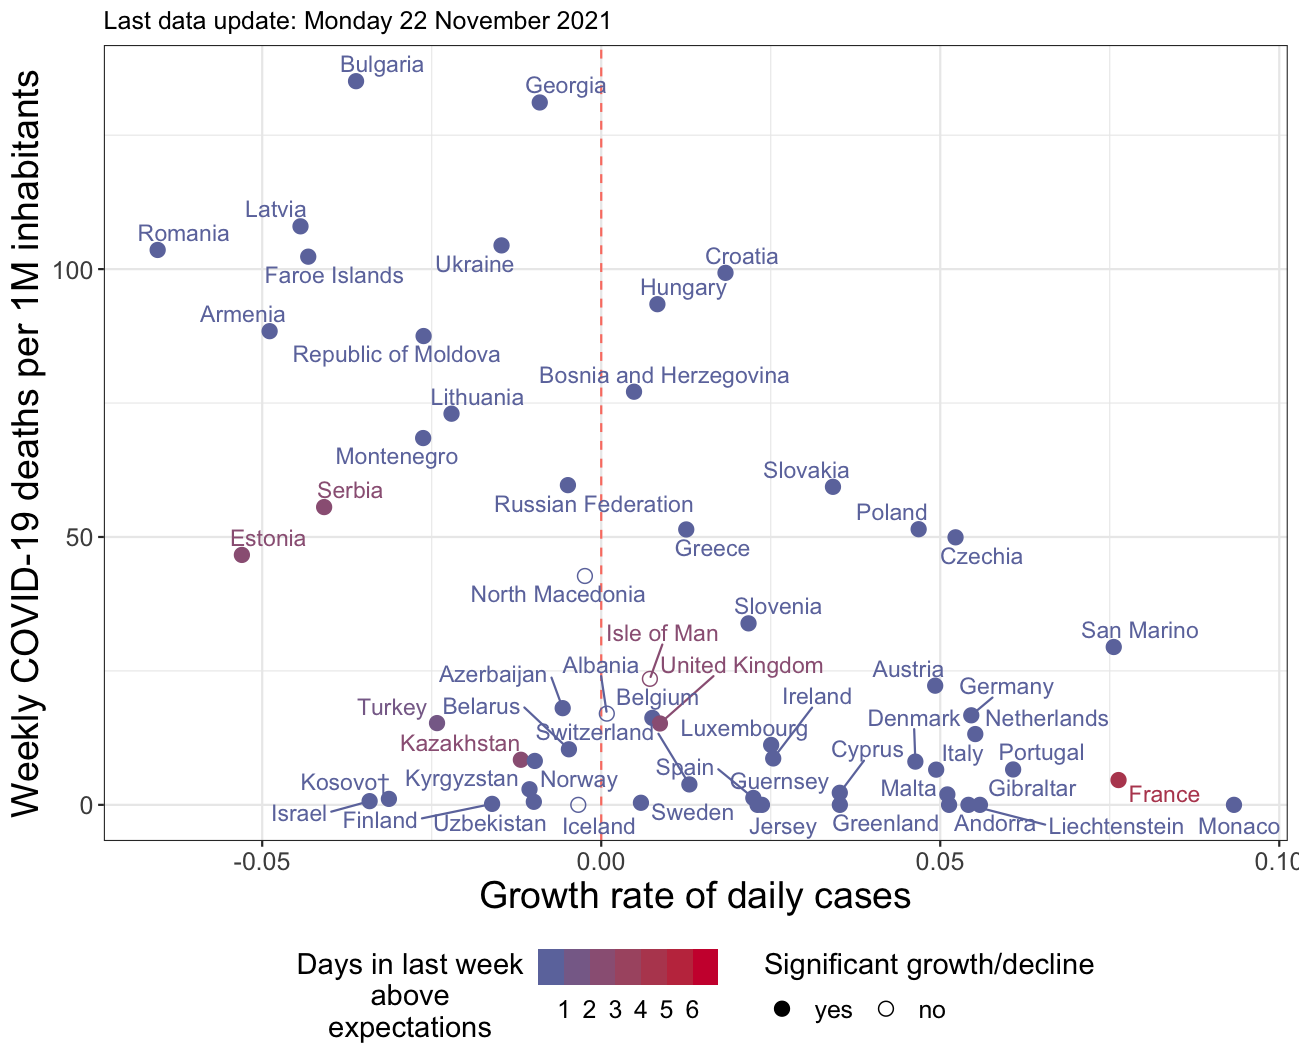 Last data update: Monday 22 November 2021
Weekly COVID-19 deaths per 1M inhabitants
100
50
0
Bulgaria
Georgia
Latvia
Romania
Faroe Islands
Ukraine
Croatia
Hungary
Armenia
Republic of Moldova
Bosnia and Herzegovina
Lithuania
Montenegro
Slovakia
Serbia
Russian Federation
Poland
Estonia
Greece
Czechia
North Macedonia
Slovenia
Isle of Man
San Marino
Azerbaijan Albania United Kingdom
Austria
Turkey Belarus Belgium Ireland Germany
Denmark Netherlands
Switzerland Luxembourg
Kazakhstan Cyprus Italy Portugal
Spain
Kosovo† Kyrgyzstan Norway Guernsey Malta Gibraltar
France
Israel Finland Uzbekistan Iceland Sweden Jersey Greenland Andorra Liechtenstein Monaco
-0.05 0.00 0.05 0.10
Growth rate of daily cases
Days in last week
above
expectations
1 2 3 4 5 6
Significant growth/decline
yes no